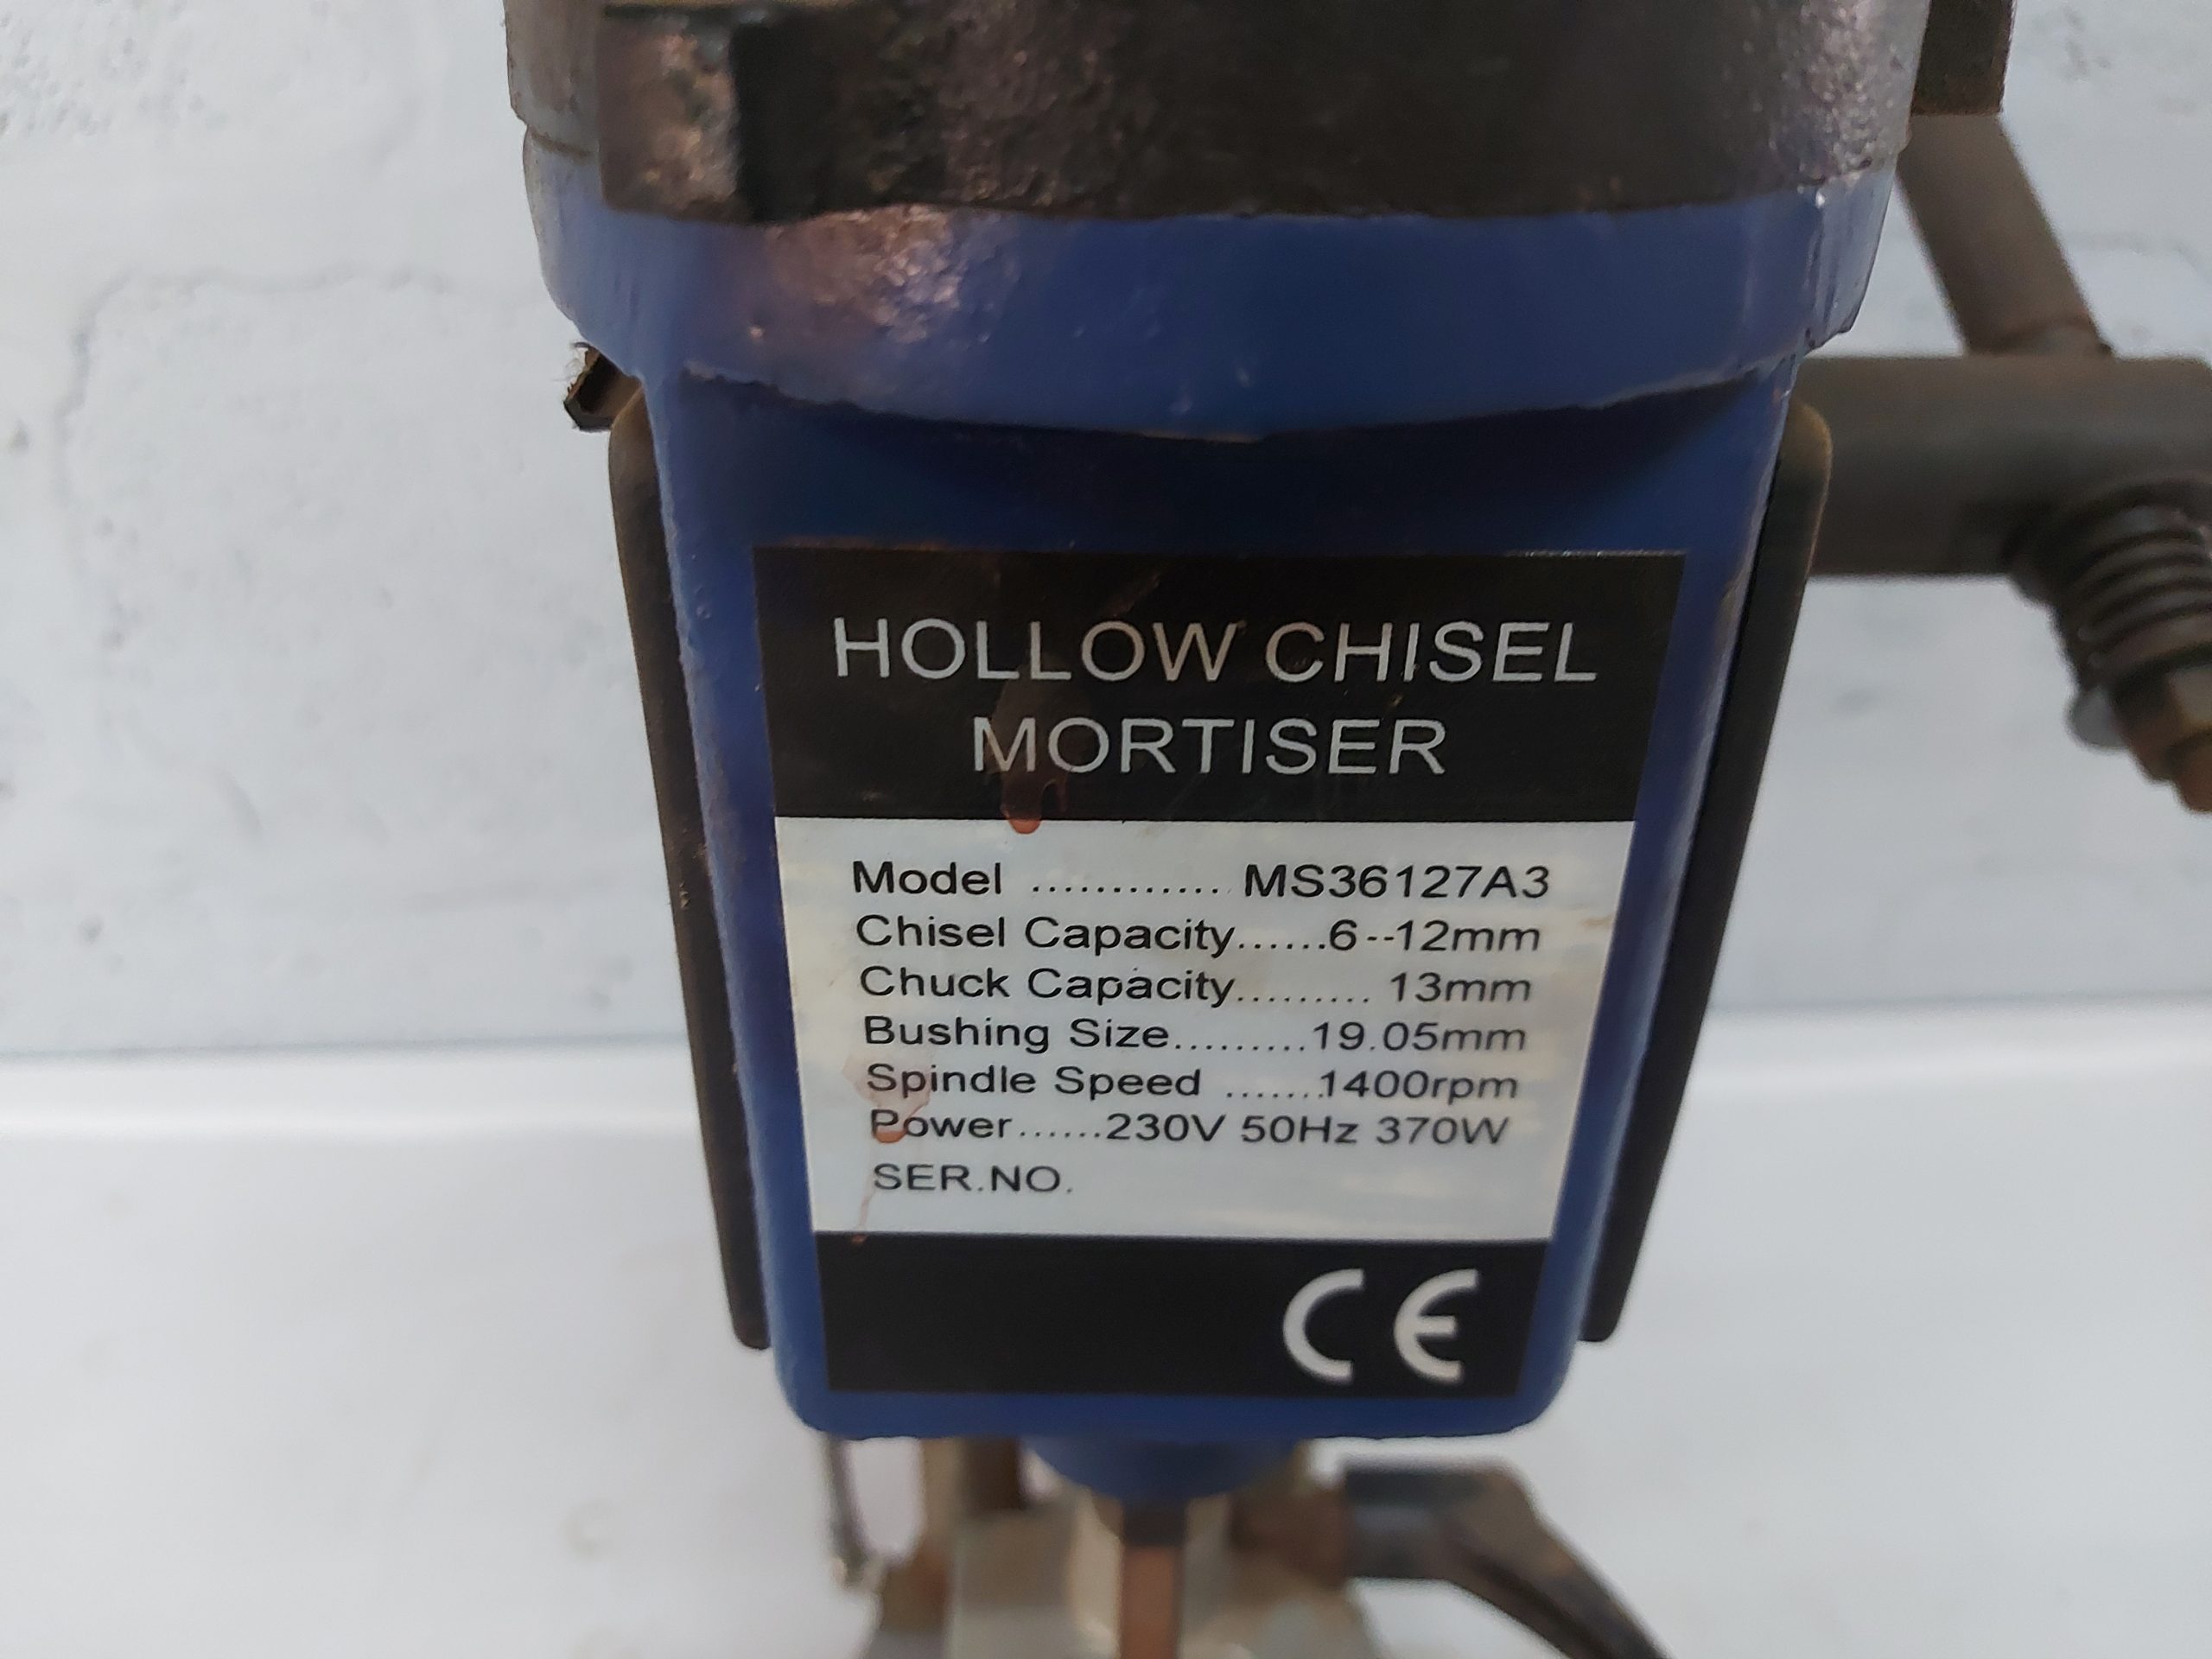 HOLLOW CHISEL
MORTISER
Model ............. MS36127A3
Chisel Capacity......6--12mm
Chuck Capacity......... 13mm
Bushing Size.........19.05mm
Spindle Speed .......1400rpm
Power......230V 50Hz 370W
SER.NO.
CE